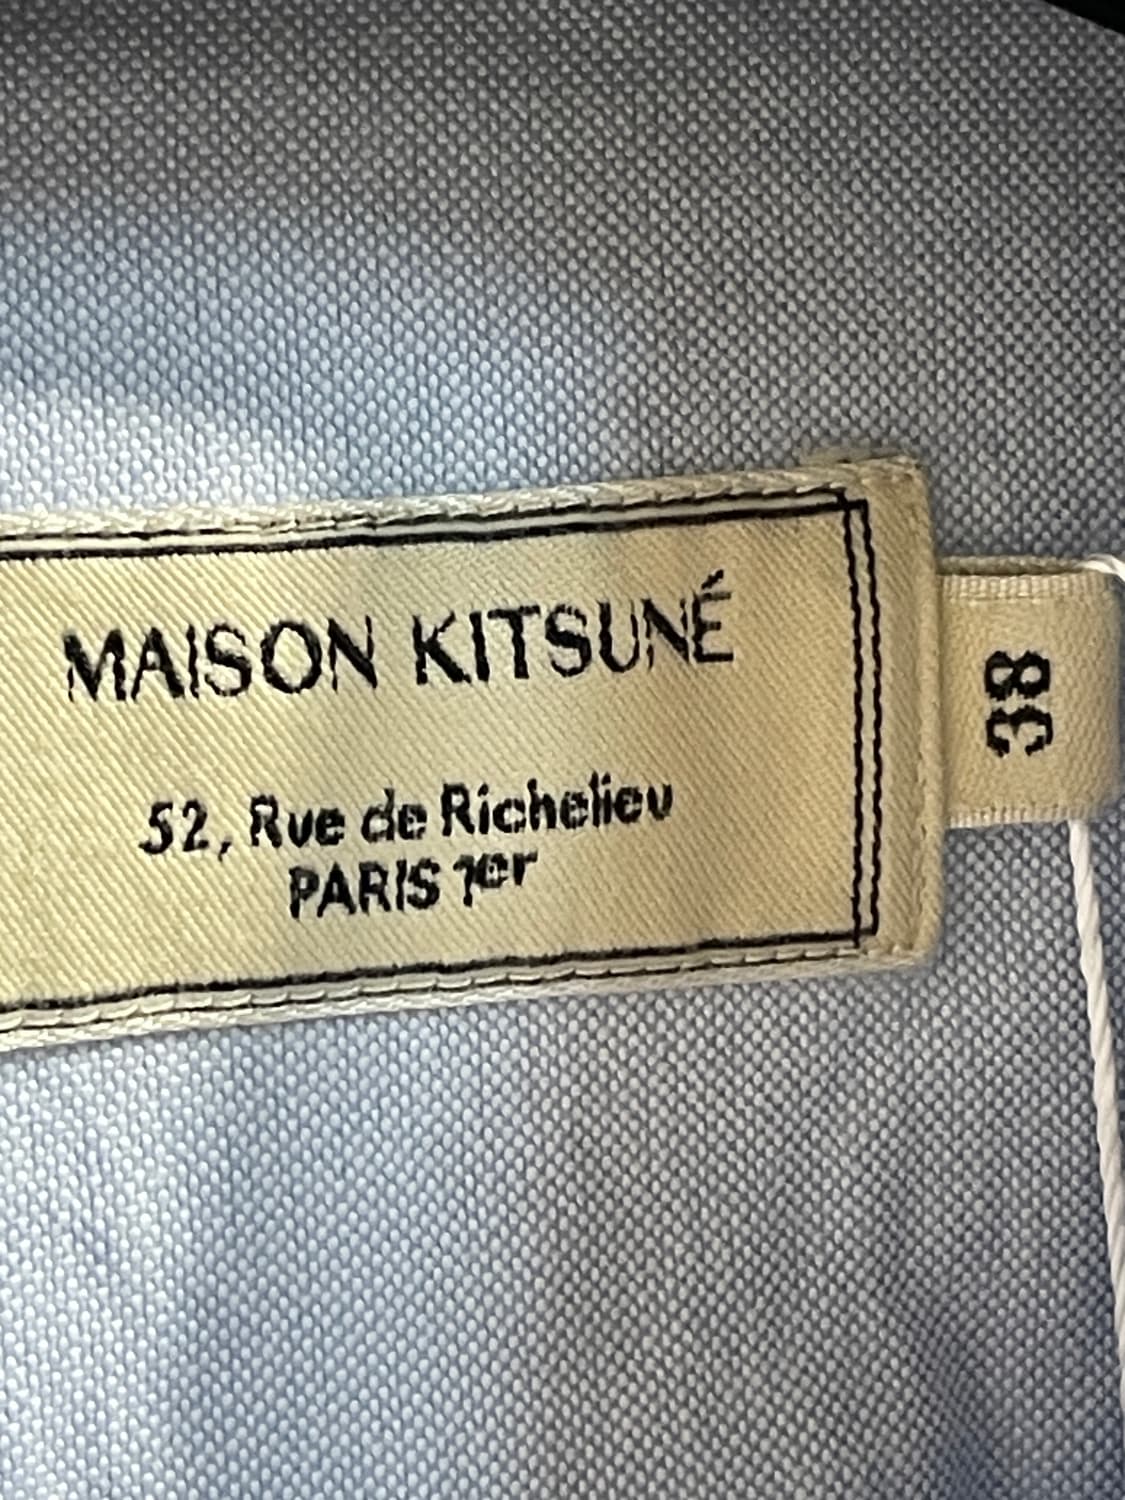 MAISON KITSUNÉ
52, Rue de Richelieu
PARIS 1er
38